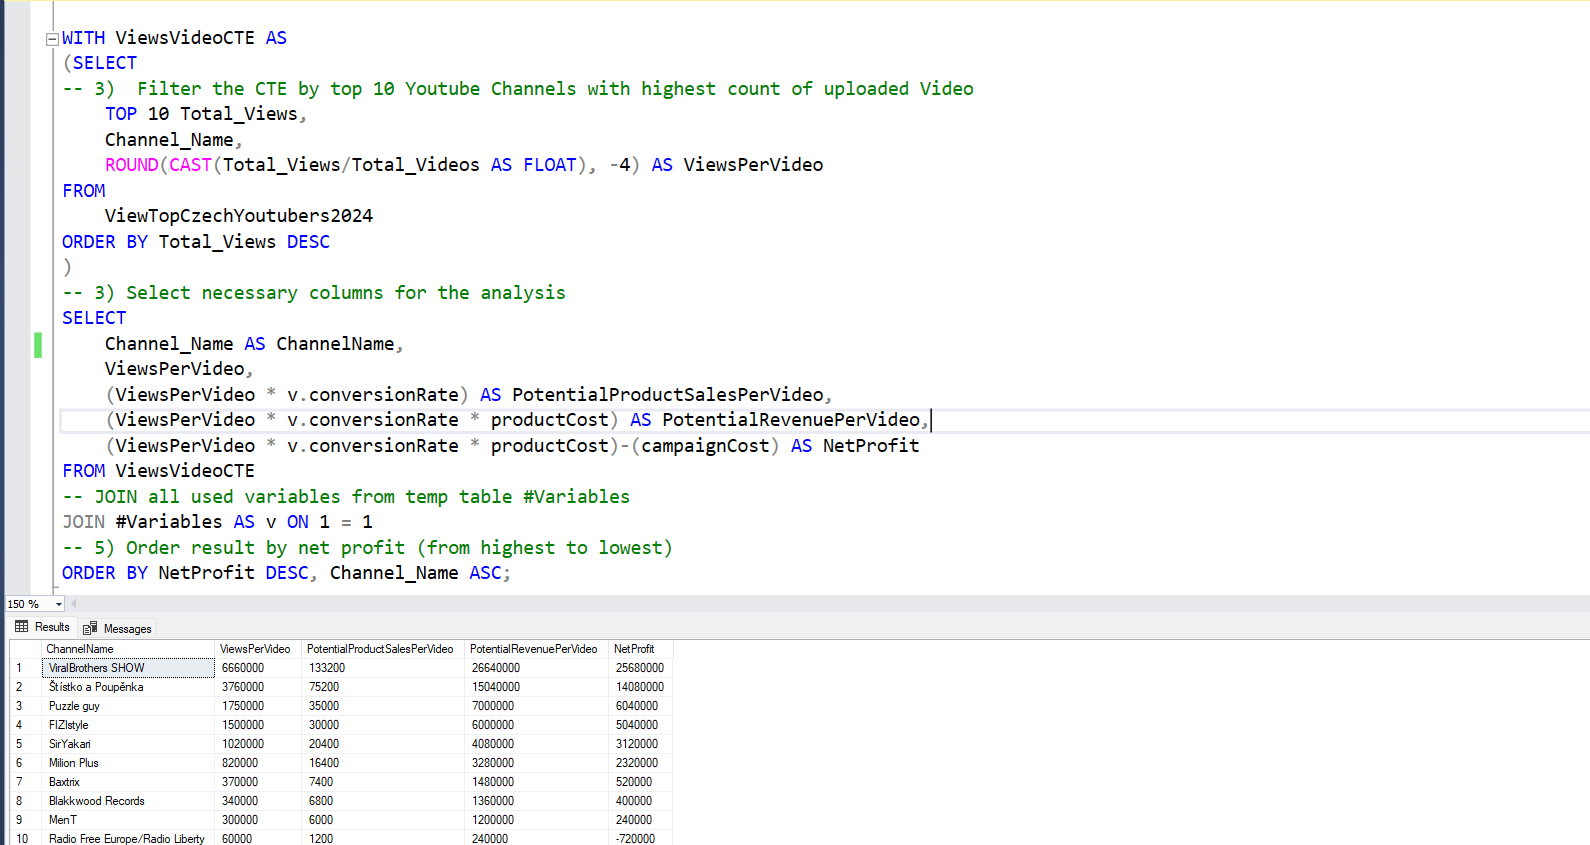 WITH ViewsVideoCTE AS
(SELECT
-- 3)  Filter the CTE by top 10 Youtube Channels with highest count of uploaded Video
    TOP 10 Total_Views,
    Channel_Name,
    ROUND(CAST(Total_Views/Total_Videos AS FLOAT), -4) AS ViewsPerVideo
FROM
    ViewTopCzechYoutubers2024
ORDER BY Total_Views DESC
)
-- 3) Select necessary columns for the analysis
SELECT
    Channel_Name AS ChannelName,
    ViewsPerVideo,
    (ViewsPerVideo * v.conversionRate) AS PotentialProductSalesPerVideo,
    (ViewsPerVideo * v.conversionRate * productCost) AS PotentialRevenuePerVideo,
    (ViewsPerVideo * v.conversionRate * productCost)-(campaignCost) AS NetProfit
FROM ViewsVideoCTE
-- JOIN all used variables from temp table #Variables
JOIN #Variables AS v ON 1 = 1
-- 5) Order result by net profit (from highest to lowest)
ORDER BY NetProfit DESC, Channel_Name ASC;
150 %
Results Messages
ChannelName ViewsPerVideo PotentialProductSalesPerVideo PotentialRevenuePerVideo NetProfit
1 ViralBrothers SHOW 6660000 133200 26640000 25680000
2 Štístko a Poupěnka 3760000 75200 15040000 14080000
3 Puzzle guy 1750000 35000 7000000 6040000
4 FIZIstyle 1500000 30000 6000000 5040000
5 SirYakari 1020000 20400 4080000 3120000
6 Milion Plus 820000 16400 3280000 2320000
7 Baxtrix 370000 7400 1480000 520000
8 Blakkwood Records 340000 6800 1360000 400000
9 MenT 300000 6000 1200000 240000
10 Radio Free Europe/Radio Liberty 60000 1200 240000 -720000